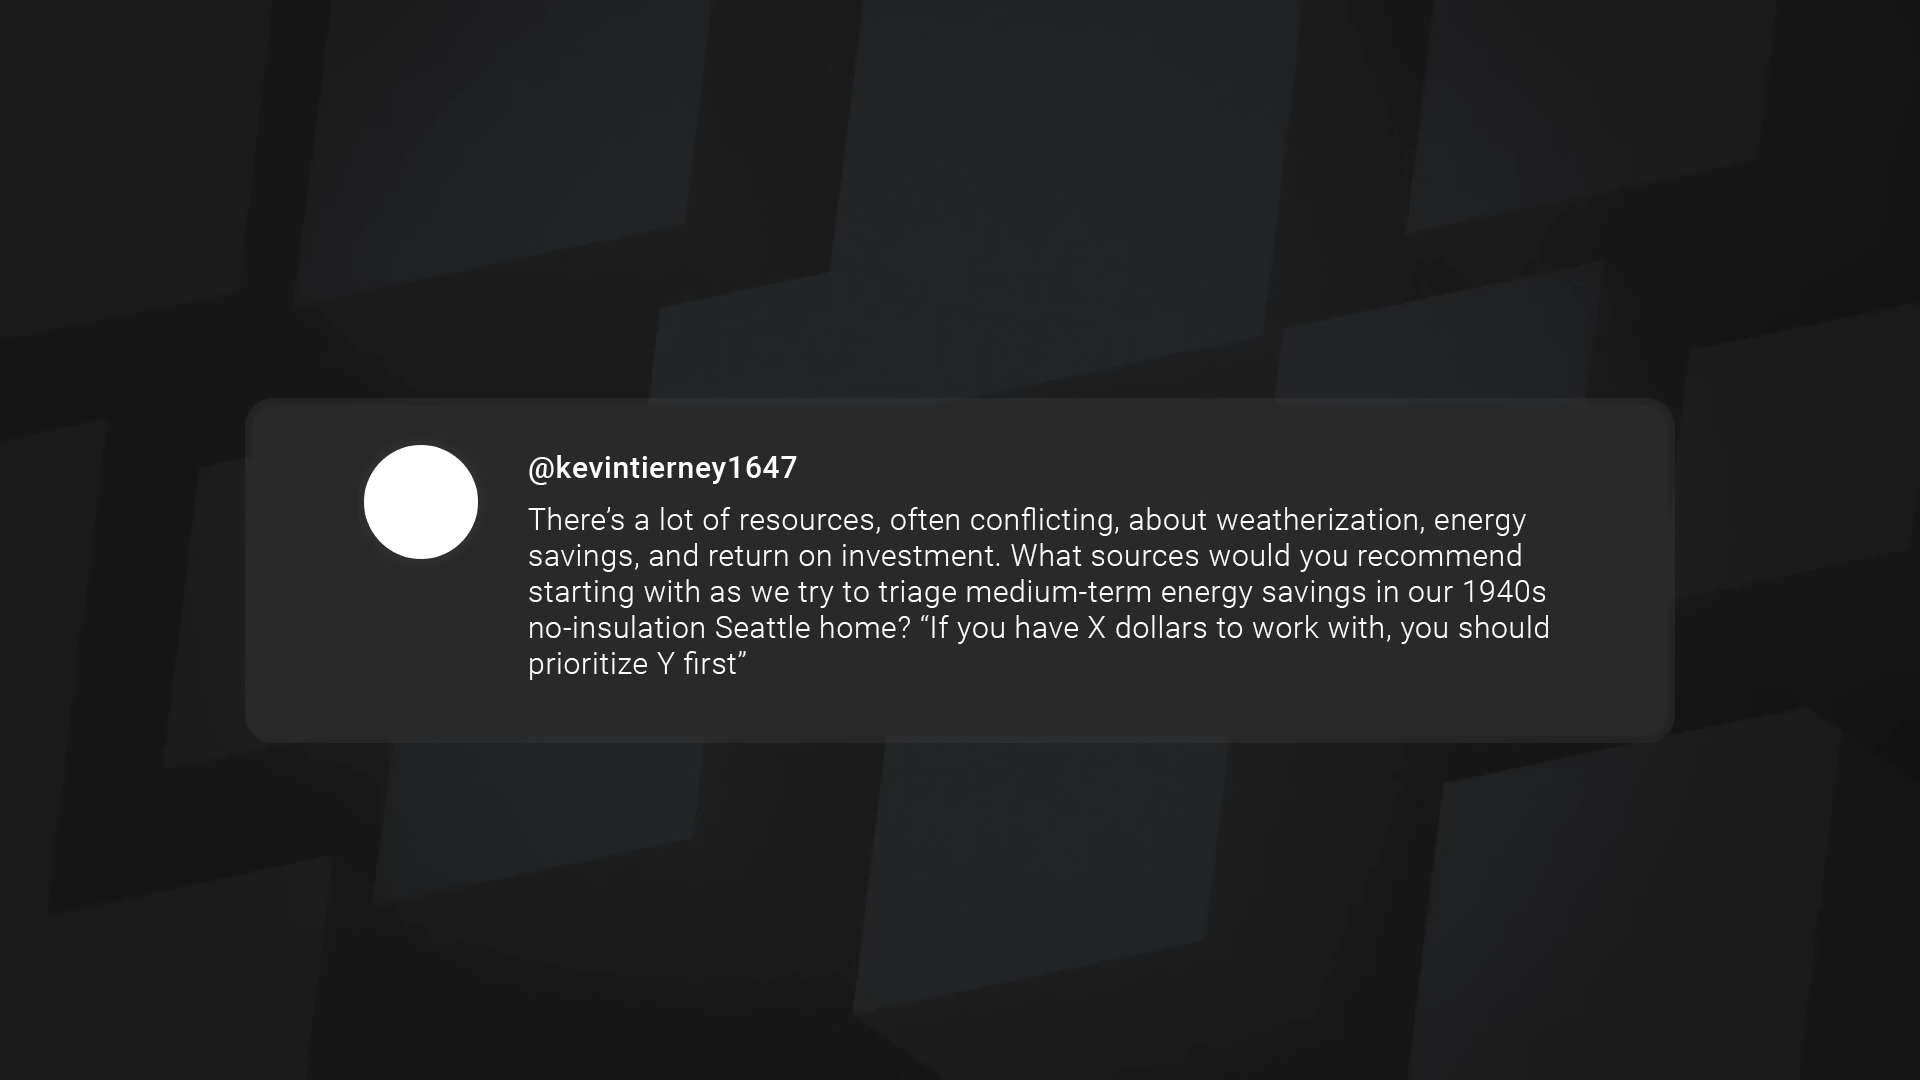 @kevintierney1647
There’s a lot of resources, often conflicting, about weatherization, energy
savings, and return on investment. What sources would you recommend
starting with as we try to triage medium-term energy savings in our 1940s
no-insulation Seattle home? “If you have X dollars to work with, you should
prioritize Y first”